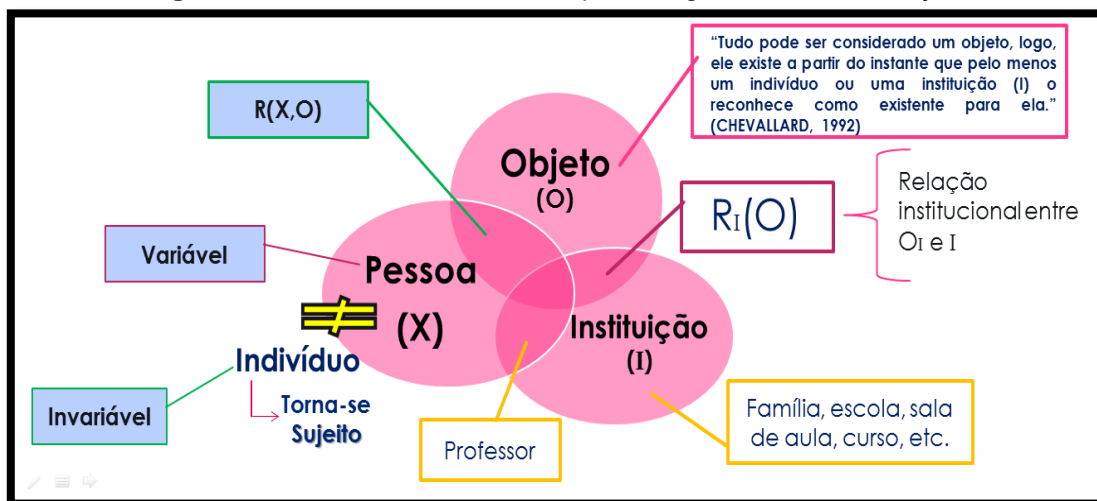 “Tudo pode ser considerado um objeto, logo,
ele existe a partir do instante que pelo menos
um indivíduo ou uma instituição (I) o
reconhece como existente para ela.”
(CHEVALLARD, 1992)
R(X,O)
Objeto
(O)
RI(O)
Relação
institucional entre
OI e I
Variável
Pessoa
(X)
Instituição
(I)
Indivíduo
Invariável
Torna-se
Sujeito
Professor
Família, escola, sala
de aula, curso, etc.